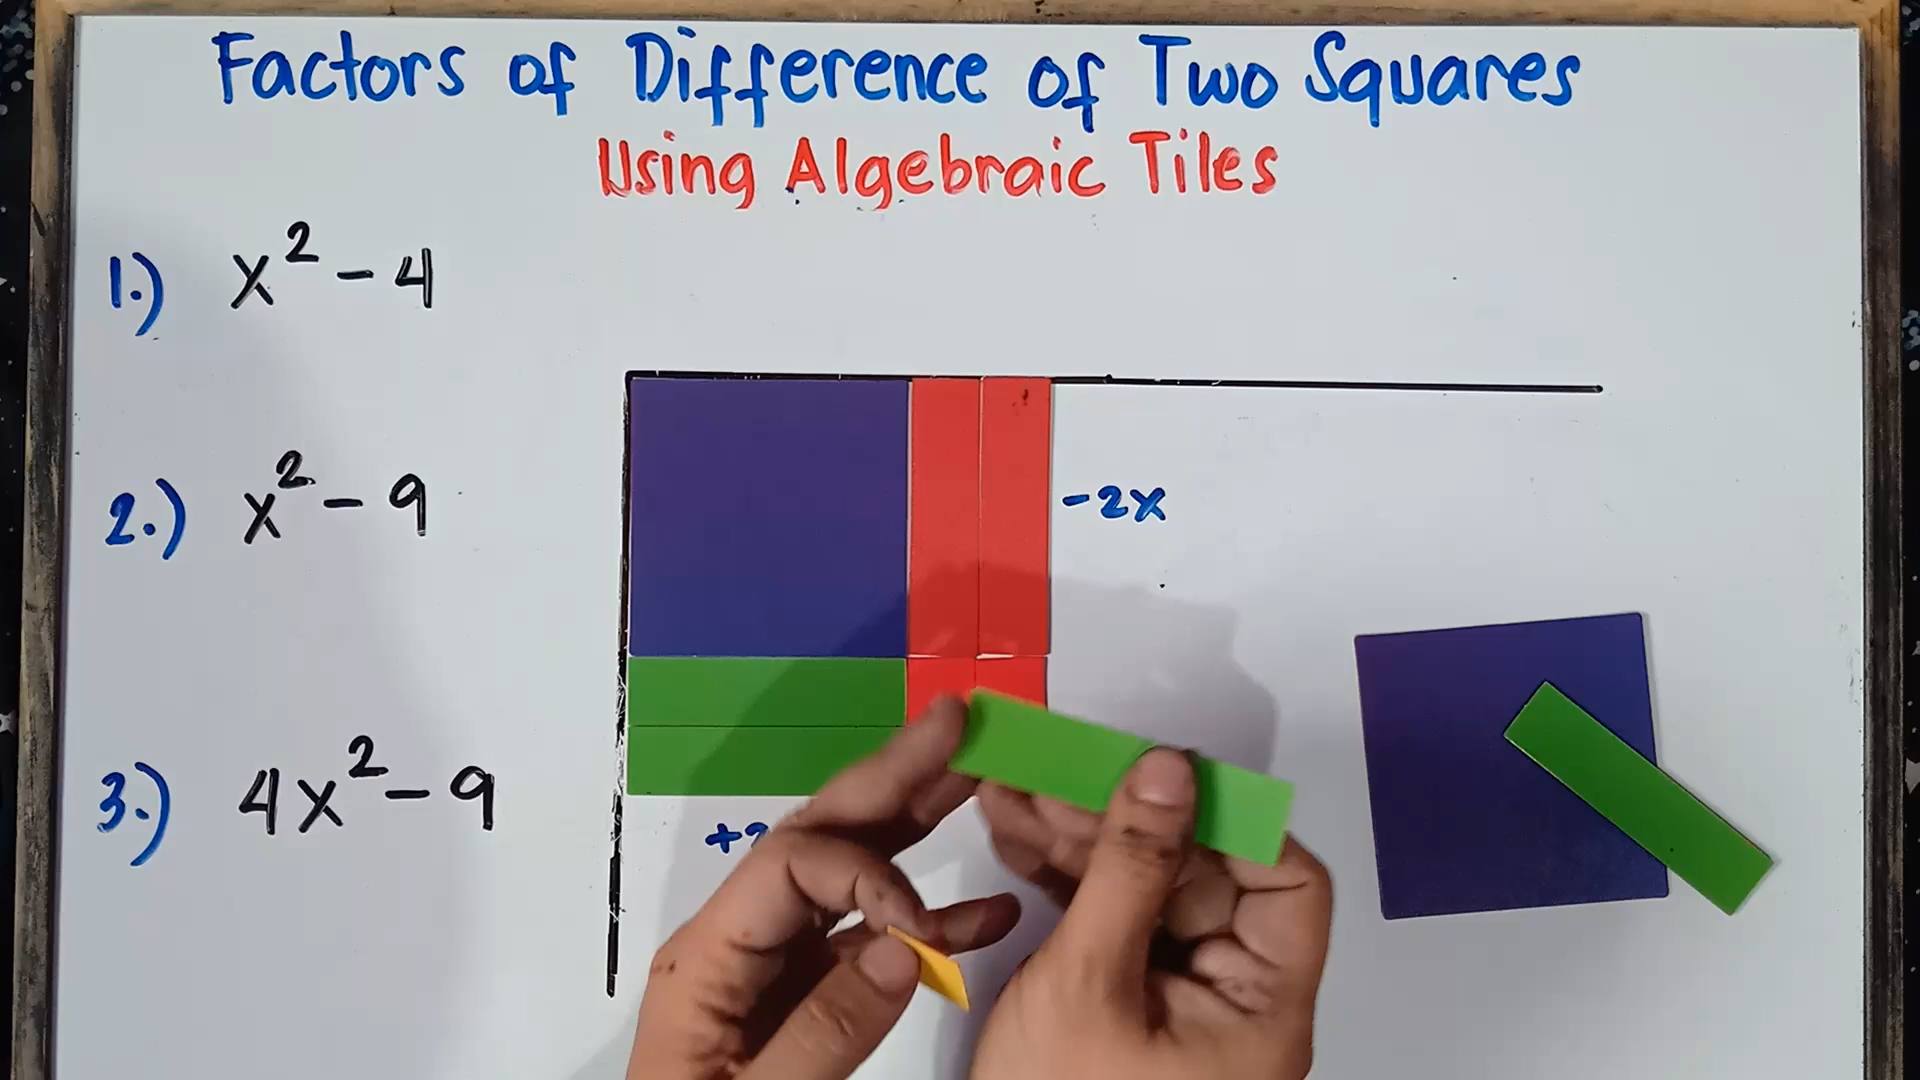 Factors of Difference of Two Squares
Using Algebraic Tiles
1.) x² - 4
2.) x² - 9
3.) 4x² - 9
-2x